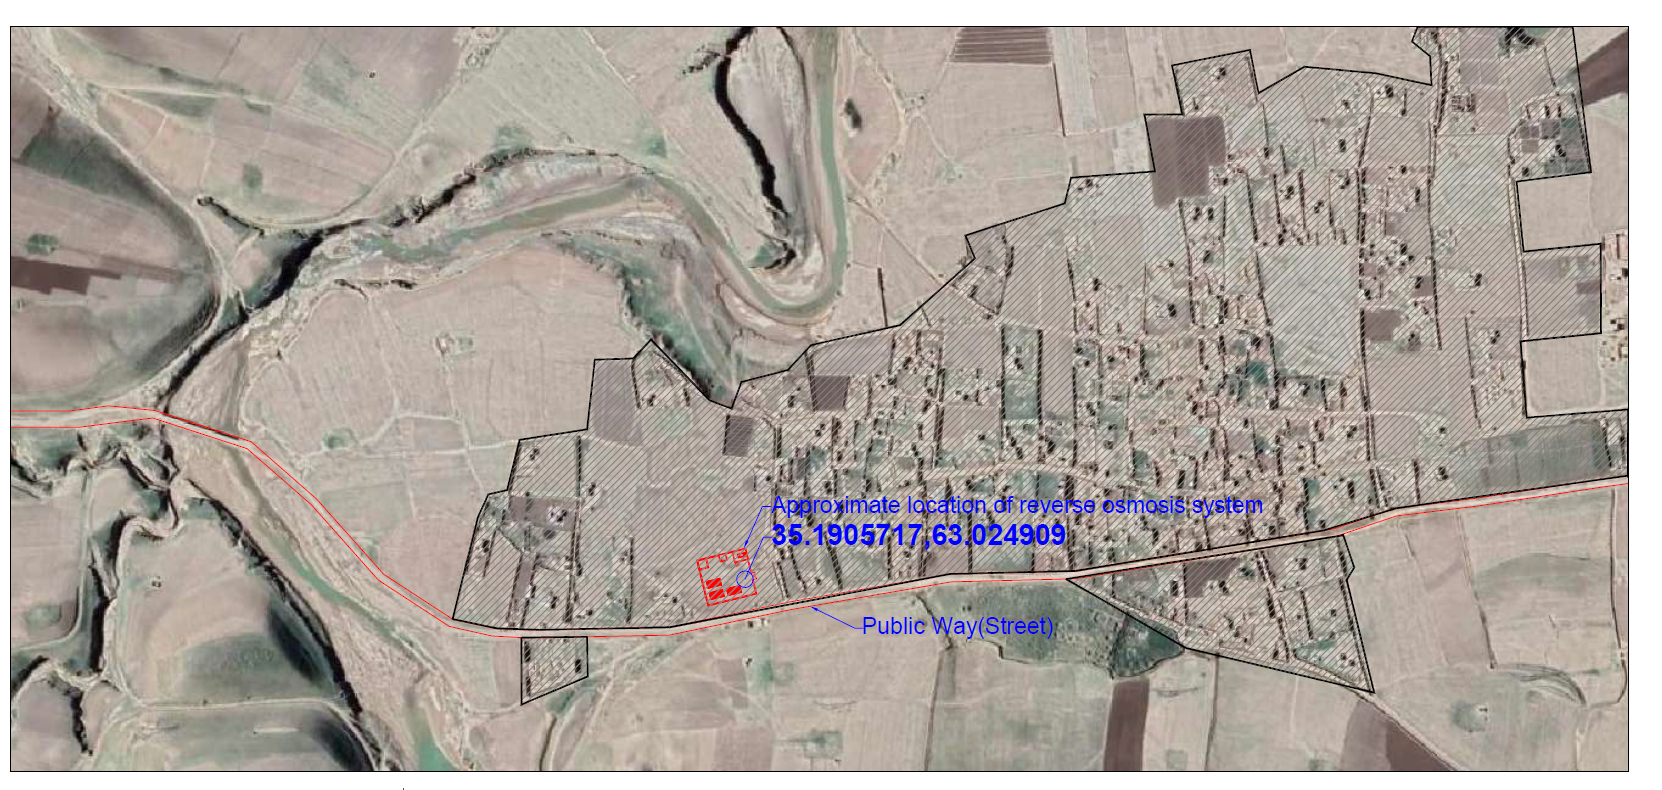 Approximate location of reverse osmosis system
35.1905717,63.024909
Public Way(Street)